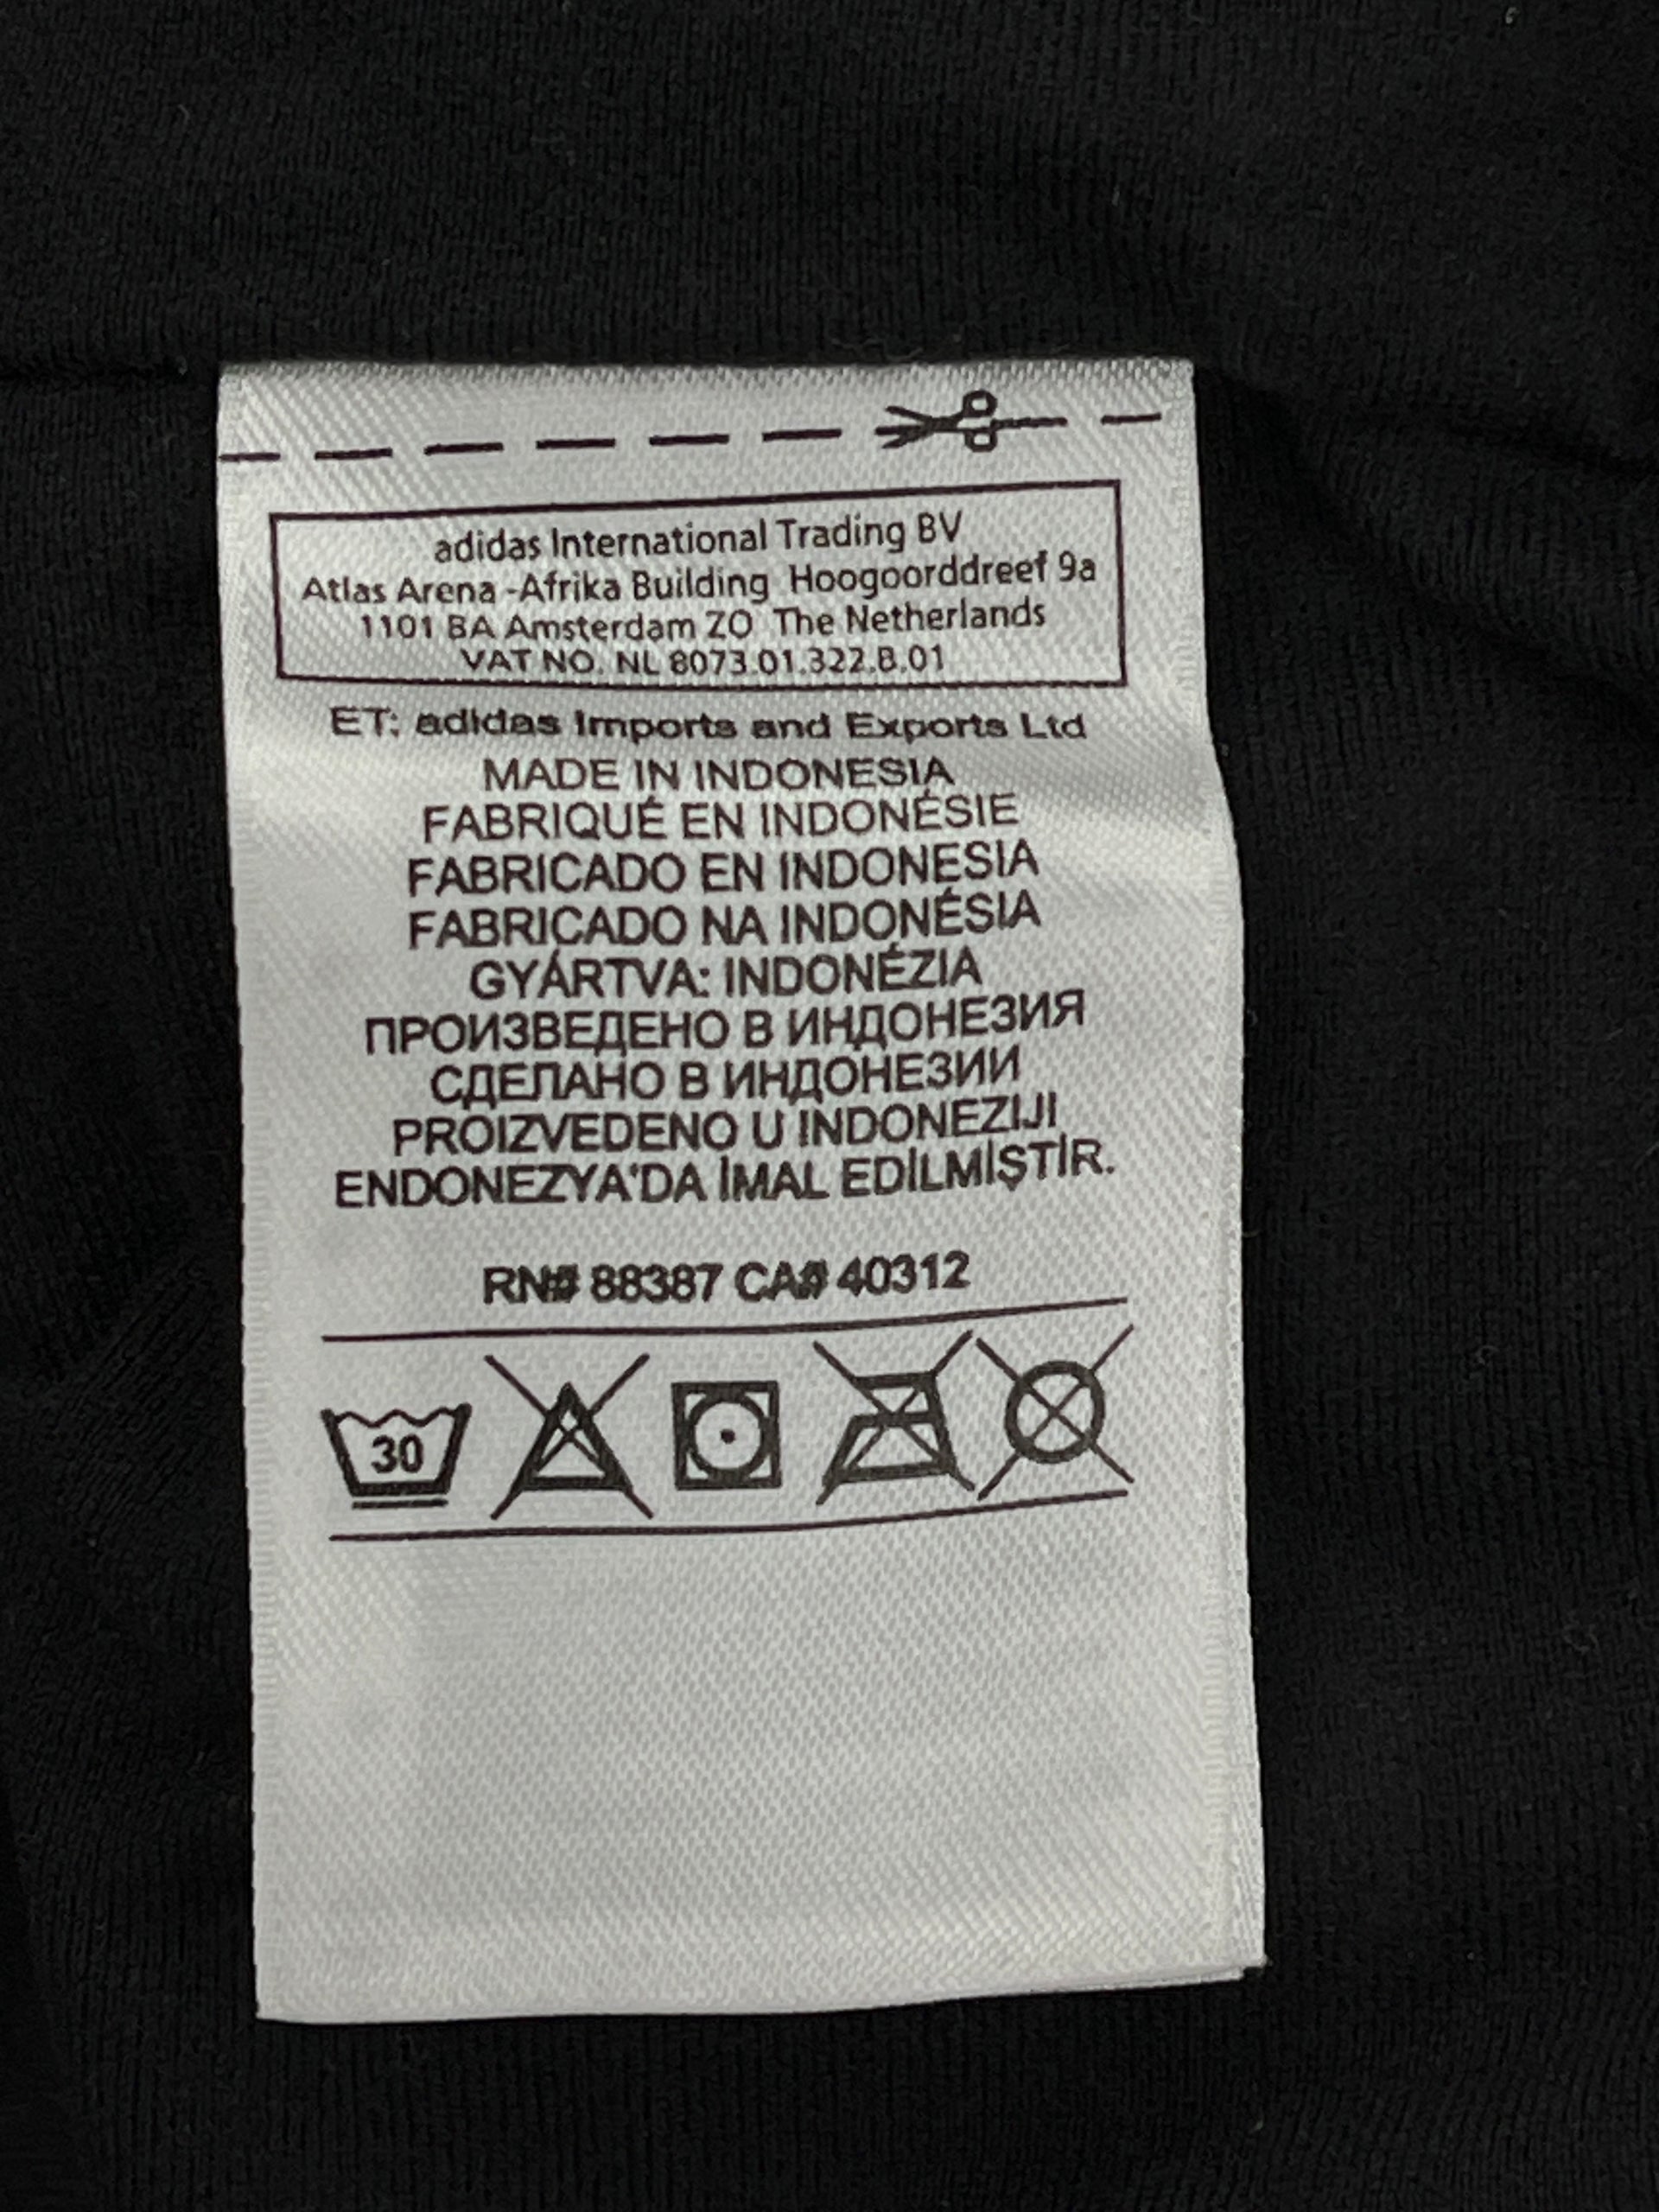 adidas International Trading BV
Atlas Arena -Afrika Building Hoogoorddreef 9a
1101 BA Amsterdam ZO The Netherlands
VAT NO. NL 8073.01.322.B.01
ET: adidas Imports and Exports Ltd
MADE IN INDONESIA
FABRIQUÉ EN INDONÉSIE
FABRICADO EN INDONESIA
FABRICADO NA INDONÉSIA
GYÁRTVA: INDONÉZIA
ПРОИЗВЕДЕНО В ИНДОНЕЗИЯ
СДЕЛАНО В ИНДОНЕЗИИ
PROIZVEDENO U INDONEZIJI
ENDONEZYA'DA İMAL EDİLMİŞTİR.
RN# 88387 CA# 40312
30